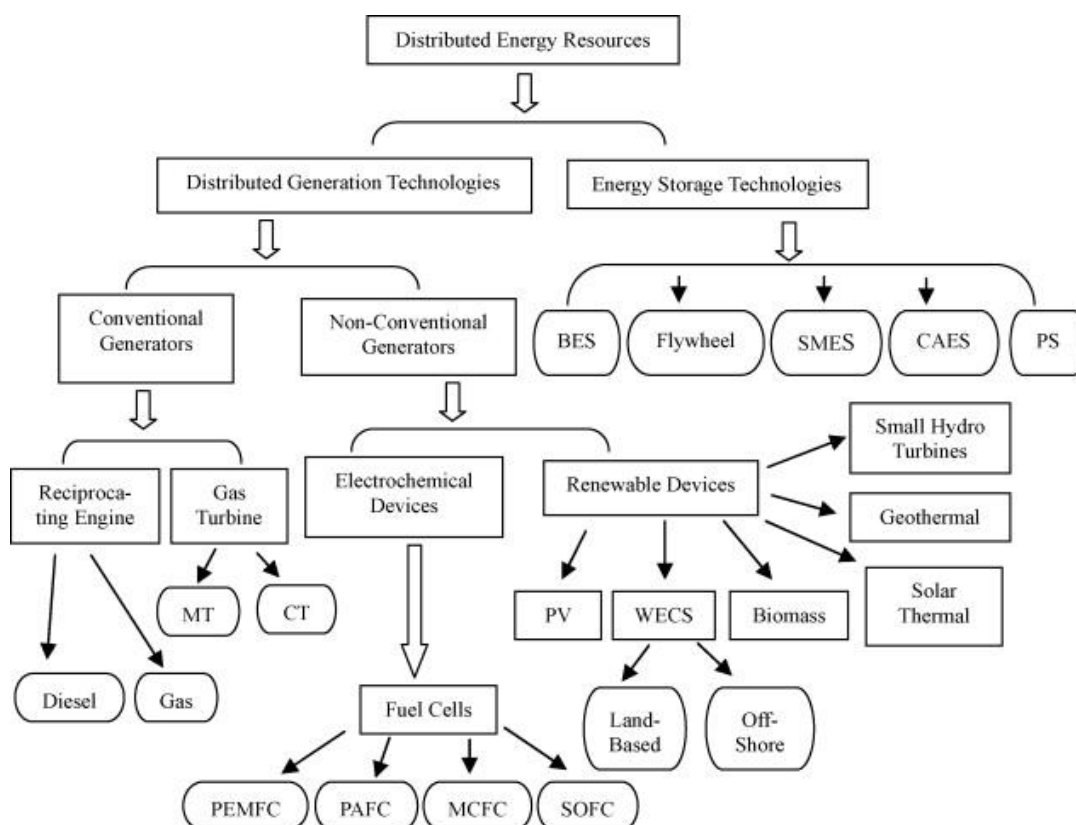 Distributed Energy Resources
Distributed Generation Technologies
Energy Storage Technologies
Conventional
Generators
Non-Conventional
Generators
BES
Flywheel
SMES
CAES
PS
Small Hydro
Turbines
Reciproca-
ting Engine
Gas
Turbine
Electrochemical
Devices
Renewable Devices
Geothermal
MT
CT
PV
WECS
Biomass
Solar
Thermal
Diesel
Gas
Fuel Cells
Land-
Based
Off-
Shore
PEMFC
PAFC
MCFC
SOFC